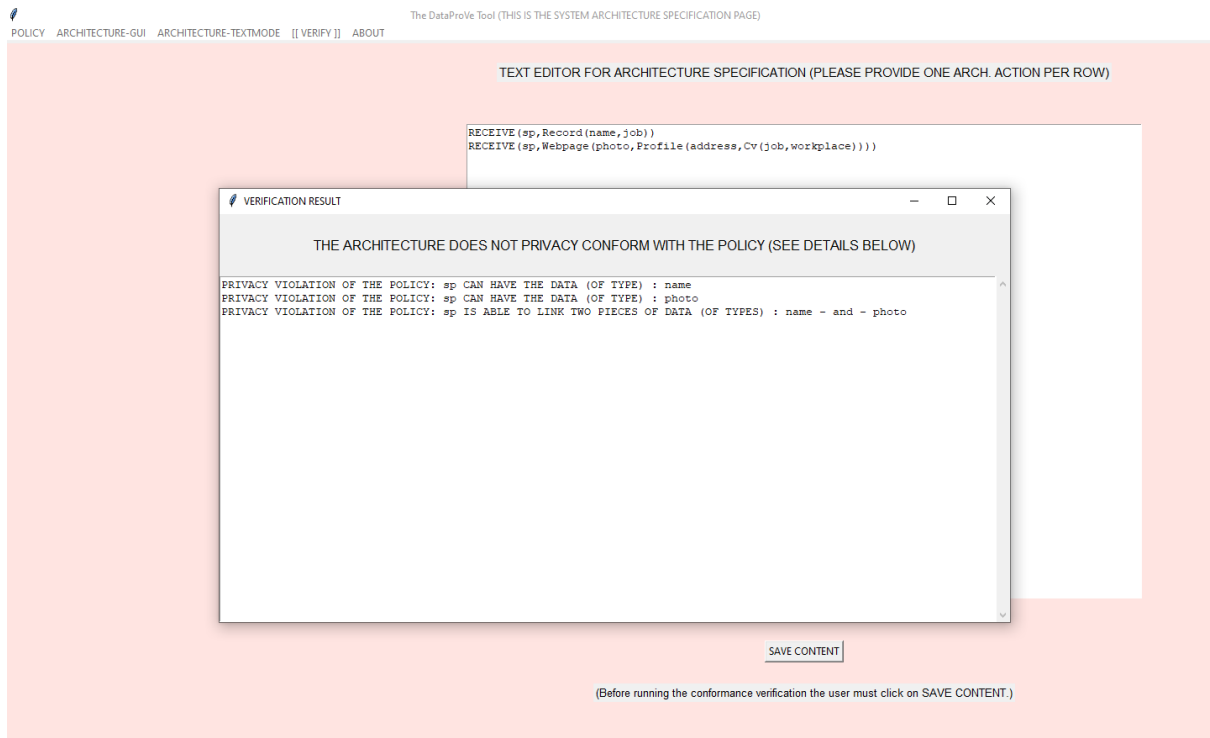 The DataProVe Tool (THIS IS THE SYSTEM ARCHITECTURE SPECIFICATION PAGE)
POLICY ARCHITECTURE-GUI ARCHITECTURE-TEXTMODE [[ VERIFY ]] ABOUT
TEXT EDITOR FOR ARCHITECTURE SPECIFICATION (PLEASE PROVIDE ONE ARCH. ACTION PER ROW)
RECEIVE(sp,Record(name,job))
RECEIVE(sp,Webpage(photo,Profile(address,Cv(job,workplace))))
VERIFICATION RESULT
THE ARCHITECTURE DOES NOT PRIVACY CONFORM WITH THE POLICY (SEE DETAILS BELOW)
PRIVACY VIOLATION OF THE POLICY: sp CAN HAVE THE DATA (OF TYPE) : name
PRIVACY VIOLATION OF THE POLICY: sp CAN HAVE THE DATA (OF TYPE) : photo
PRIVACY VIOLATION OF THE POLICY: sp IS ABLE TO LINK TWO PIECES OF DATA (OF TYPES) : name - and - photo
SAVE CONTENT
(Before running the conformance verification the user must click on SAVE CONTENT.)